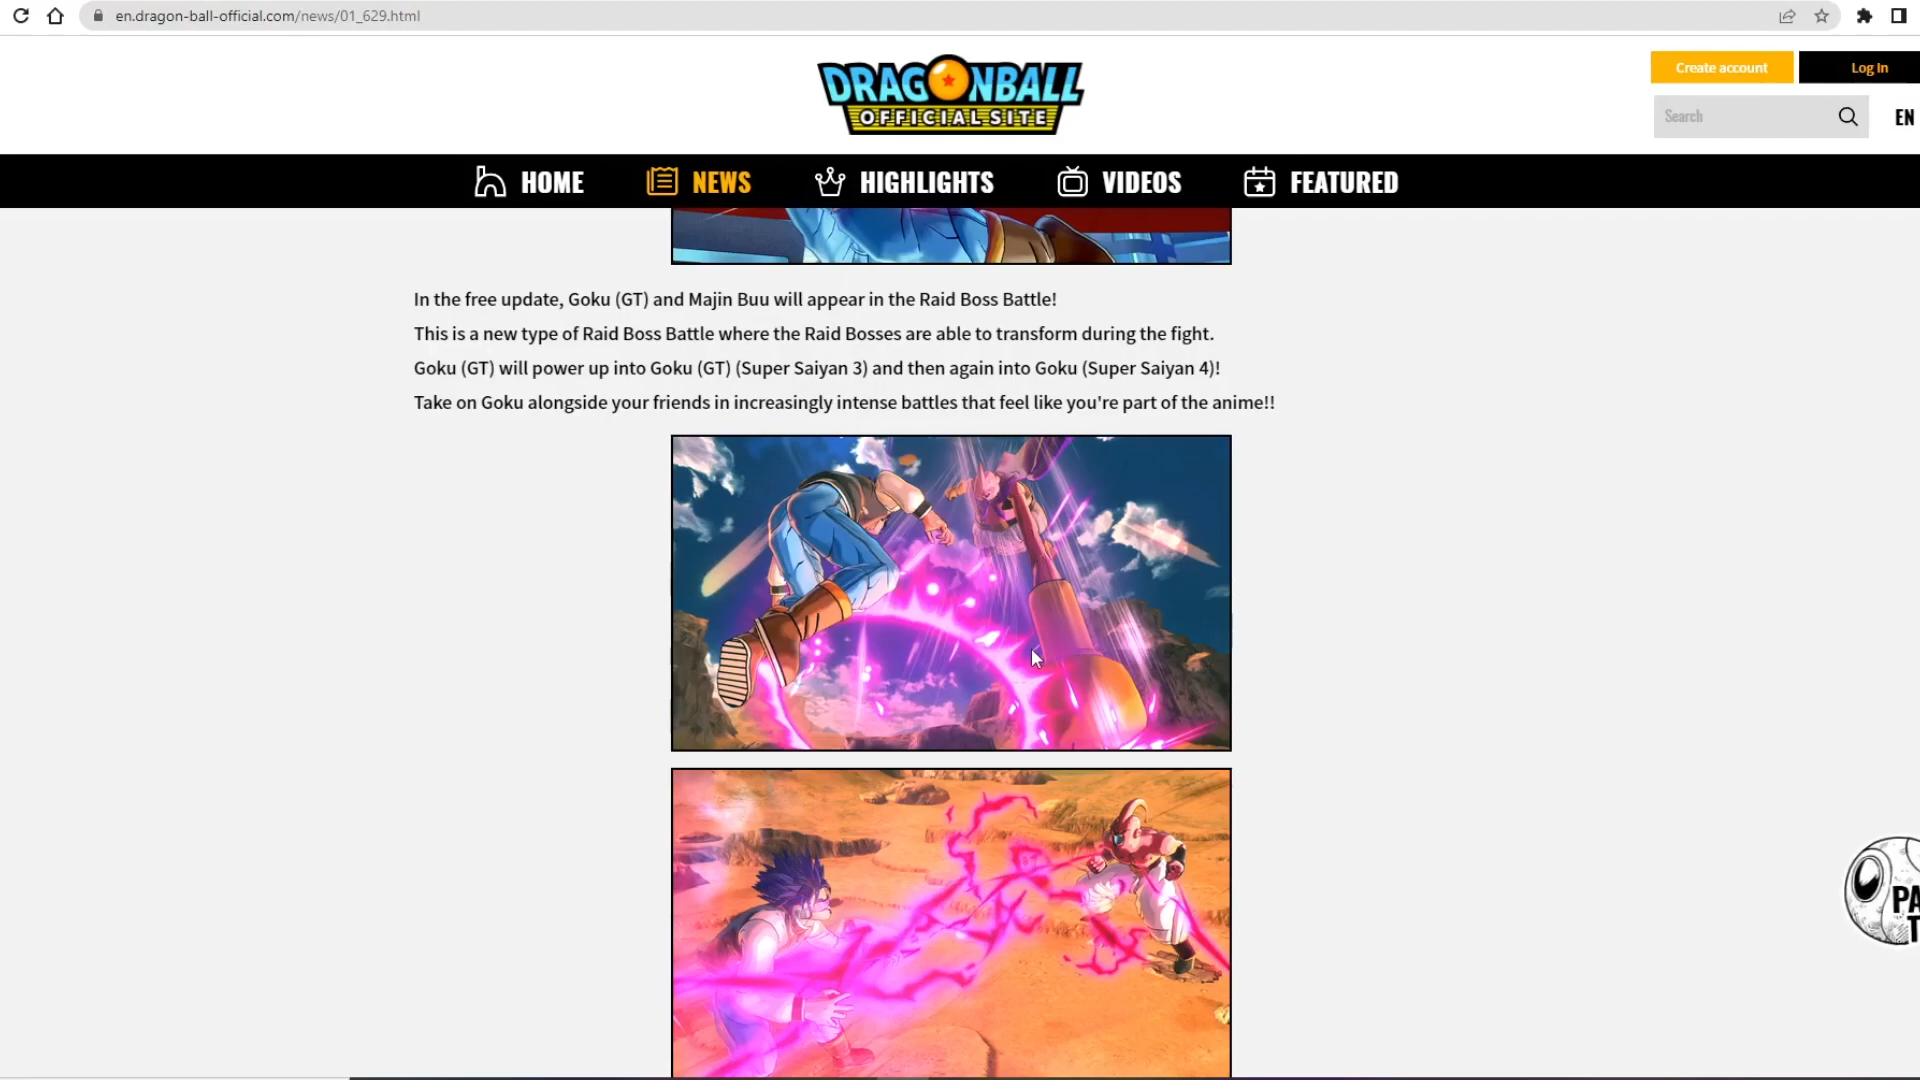 en.dragon-ball-official.com/news/01_629.html
DRAGONBALL
OFFICIAL SITE
Create account
Log In
Search
EN
HOME
NEWS
HIGHLIGHTS
VIDEOS
FEATURED
In the free update, Goku (GT) and Majin Buu will appear in the Raid Boss Battle!
This is a new type of Raid Boss Battle where the Raid Bosses are able to transform during the fight.
Goku (GT) will power up into Goku (GT) (Super Saiyan 3) and then again into Goku (Super Saiyan 4)!
Take on Goku alongside your friends in increasingly intense battles that feel like you're part of the anime!!
PA
T